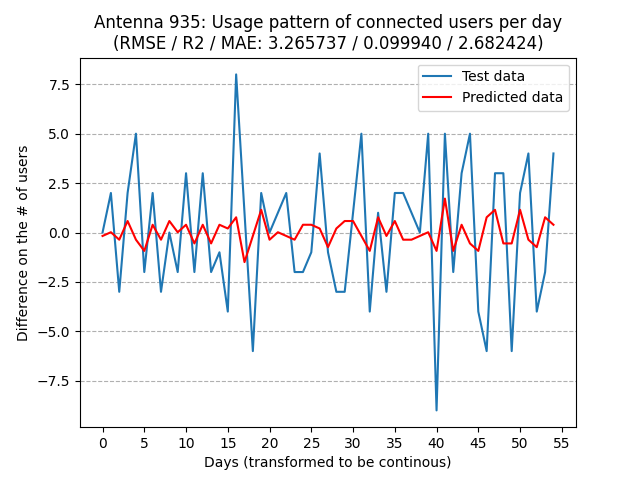 Antenna 935: Usage pattern of connected users per day
(RMSE / R2 / MAE: 3.265737 / 0.099940 / 2.682424)
Test data
Predicted data
Difference on the # of users
7.5
5.0
2.5
0.0
−2.5
−5.0
−7.5
0 5 10 15 20 25 30 35 40 45 50 55
Days (transformed to be continous)